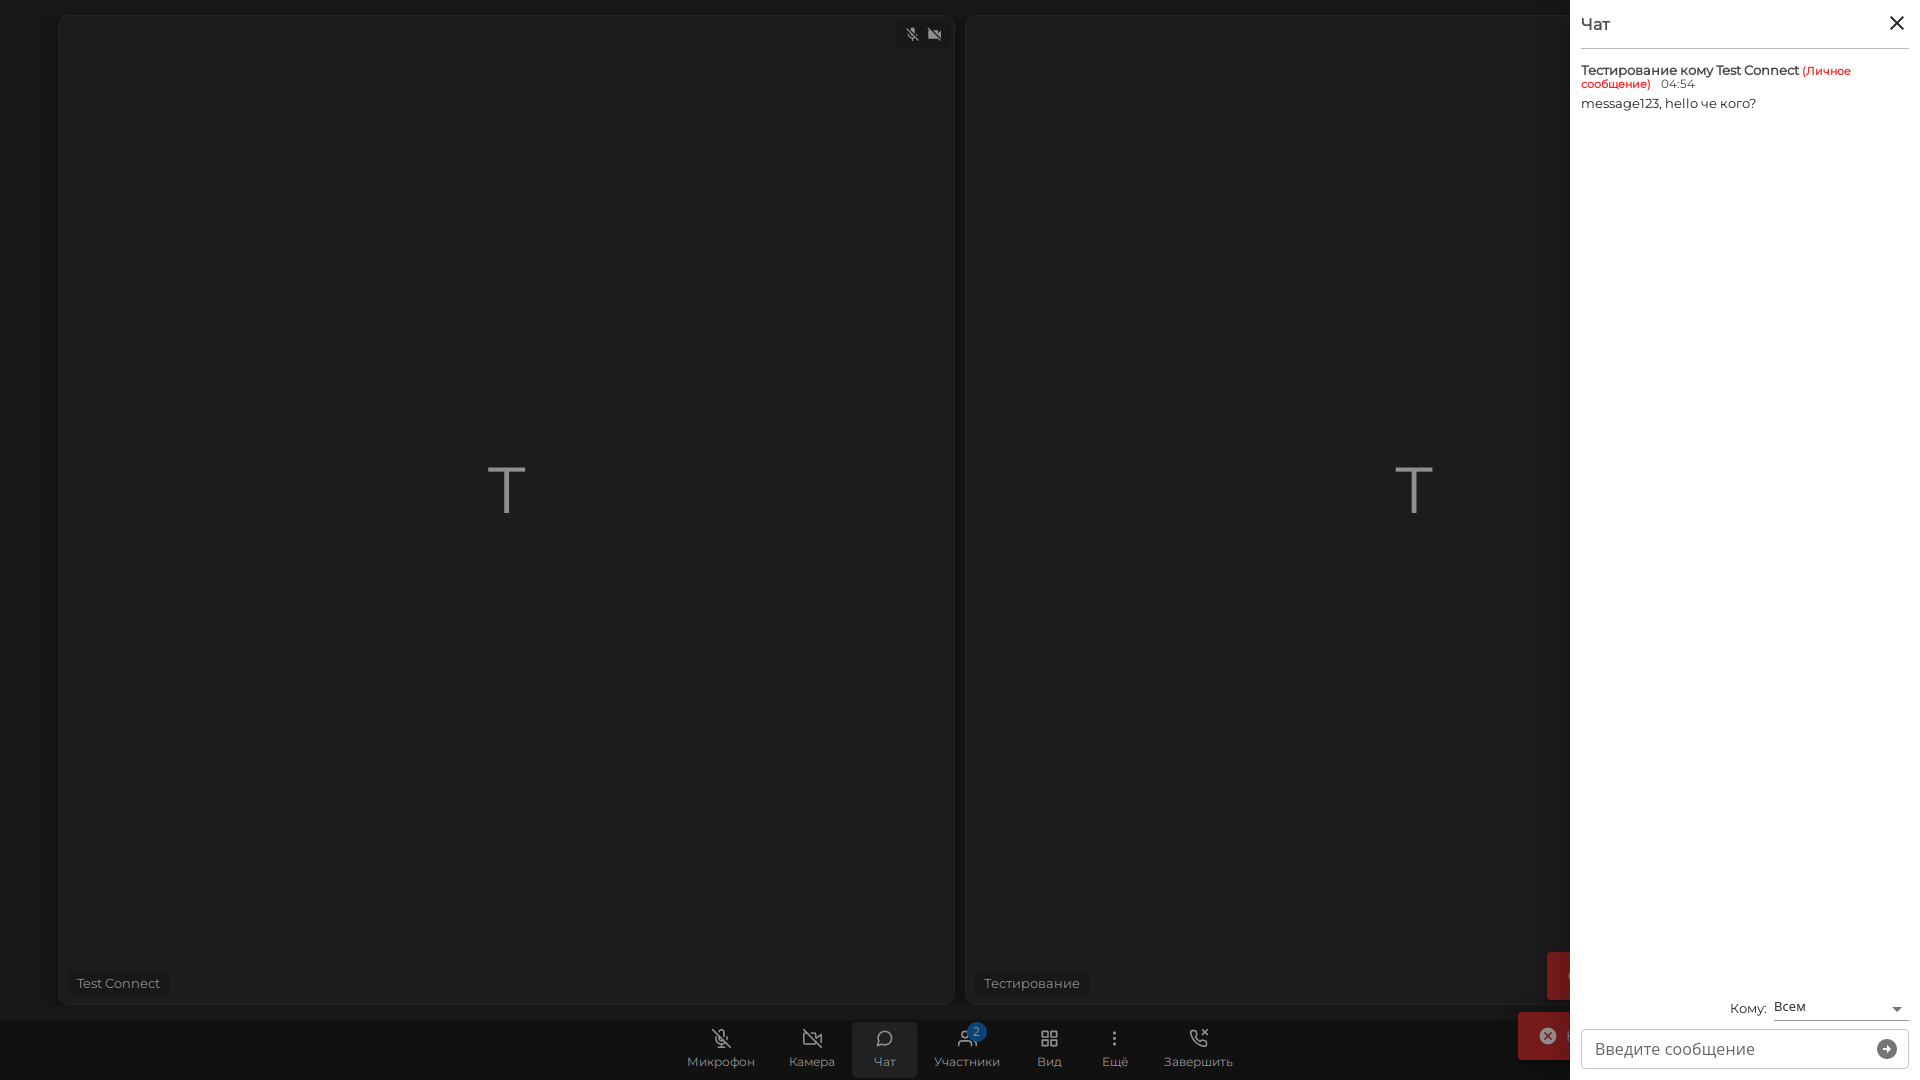 Чат
Тестирование кому Test Connect (Личное
сообщение) 04:54
message123, hello че кого?
T
T
Test Connect
Тестирование
Кому: Всем
Введите сообщение
2
Микрофон
Камера
Чат
Участники
Вид
Ещё
Завершить